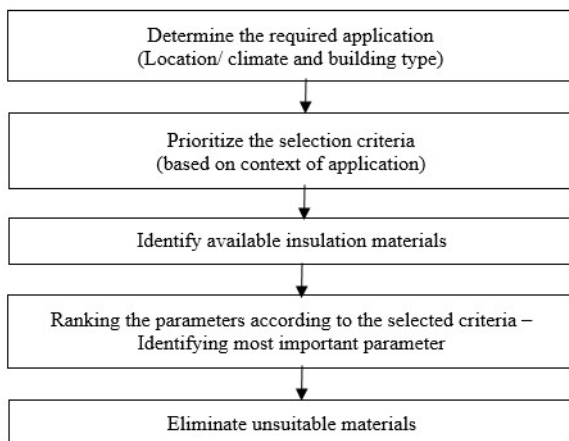 Determine the required application
(Location/ climate and building type)
Prioritize the selection criteria
(based on context of application)
Identify available insulation materials
Ranking the parameters according to the selected criteria –
Identifying most important parameter
Eliminate unsuitable materials